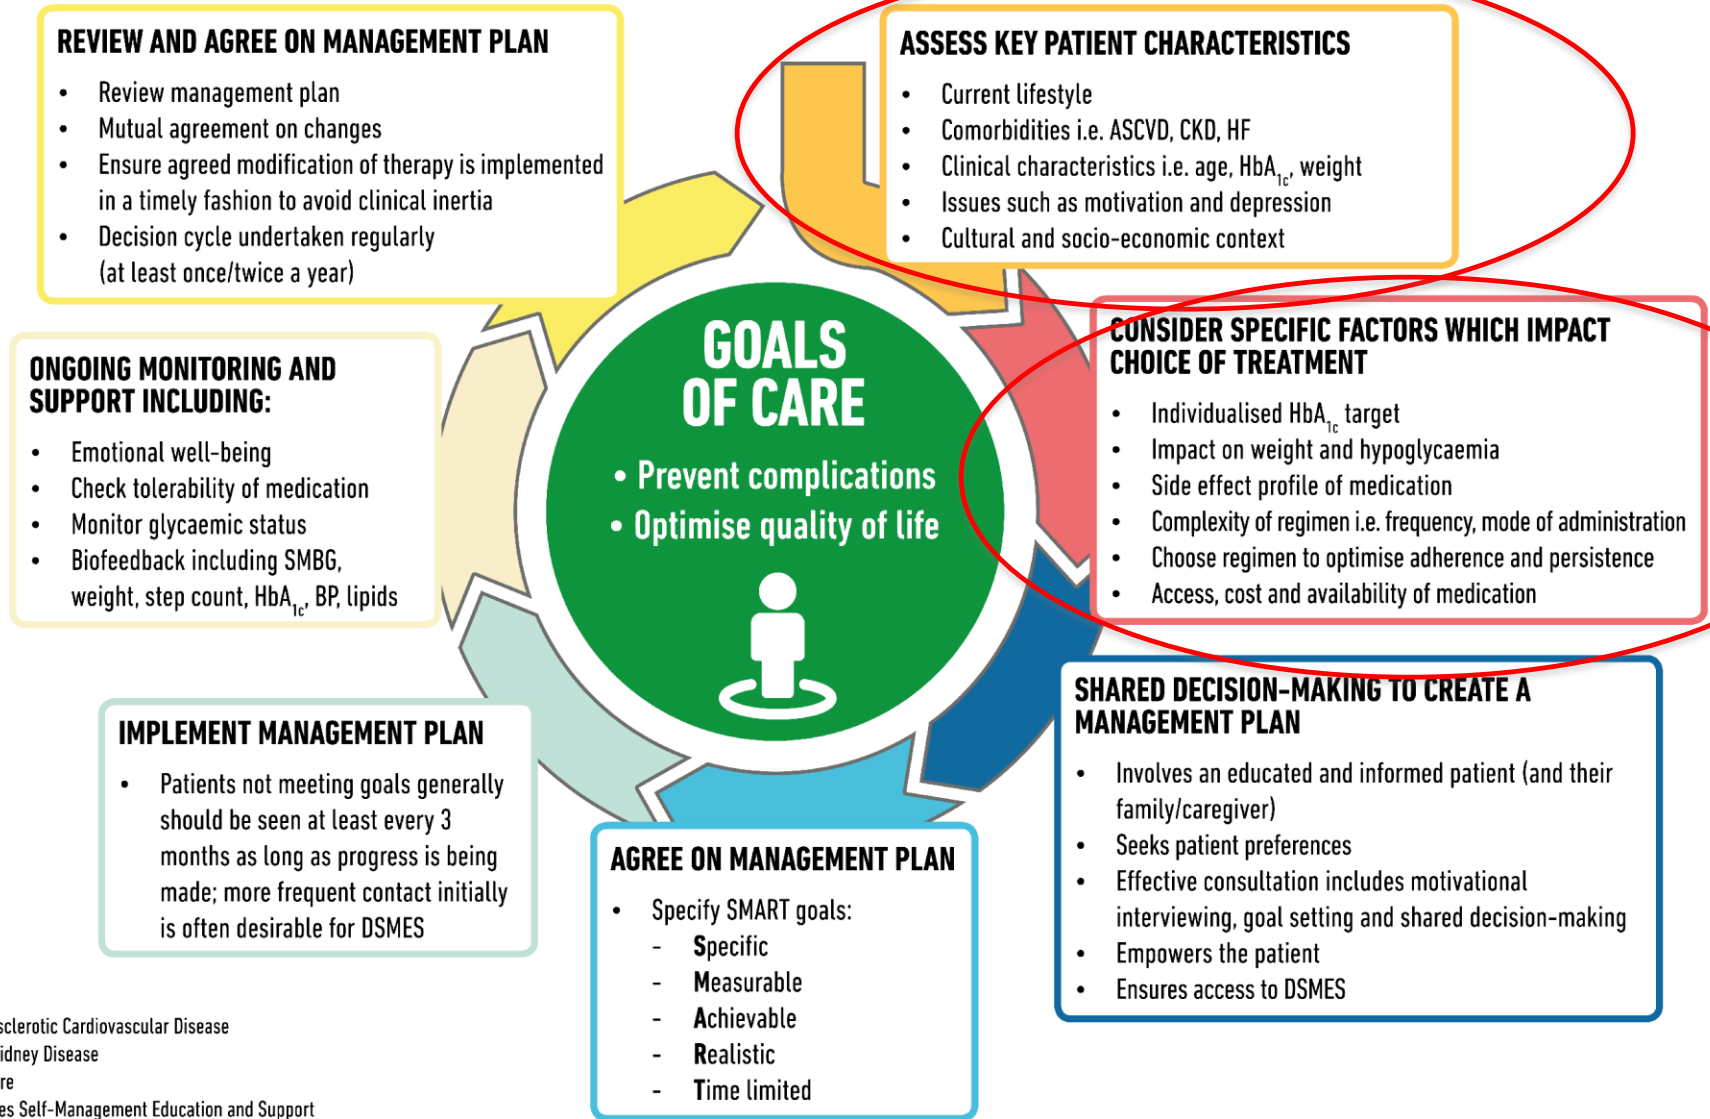 REVIEW AND AGREE ON MANAGEMENT PLAN
• Review management plan
• Mutual agreement on changes
• Ensure agreed modification of therapy is implemented
in a timely fashion to avoid clinical inertia
• Decision cycle undertaken regularly
(at least once/twice a year)
ASSESS KEY PATIENT CHARACTERISTICS
• Current lifestyle
• Comorbidities i.e. ASCVD, CKD, HF
• Clinical characteristics i.e. age, HbA1c, weight
• Issues such as motivation and depression
• Cultural and socio-economic context
ONGOING MONITORING AND
SUPPORT INCLUDING:
• Emotional well-being
• Check tolerability of medication
• Monitor glycaemic status
• Biofeedback including SMBG,
weight, step count, HbA1c, BP, lipids
GOALS
OF CARE
• Prevent complications
• Optimise quality of life
CONSIDER SPECIFIC FACTORS WHICH IMPACT
CHOICE OF TREATMENT
• Individualised HbA1c target
• Impact on weight and hypoglycaemia
• Side effect profile of medication
• Complexity of regimen i.e. frequency, mode of administration
• Choose regimen to optimise adherence and persistence
• Access, cost and availability of medication
IMPLEMENT MANAGEMENT PLAN
• Patients not meeting goals generally
should be seen at least every 3
months as long as progress is being
made; more frequent contact initially
is often desirable for DSMES
AGREE ON MANAGEMENT PLAN
• Specify SMART goals:
- Specific
- Measurable
- Achievable
- Realistic
- Time limited
SHARED DECISION-MAKING TO CREATE A
MANAGEMENT PLAN
• Involves an educated and informed patient (and their
family/caregiver)
• Seeks patient preferences
• Effective consultation includes motivational
interviewing, goal setting and shared decision-making
• Empowers the patient
• Ensures access to DSMES
sclerotic Cardiovascular Disease
idney Disease
re
es Self-Management Education and Support